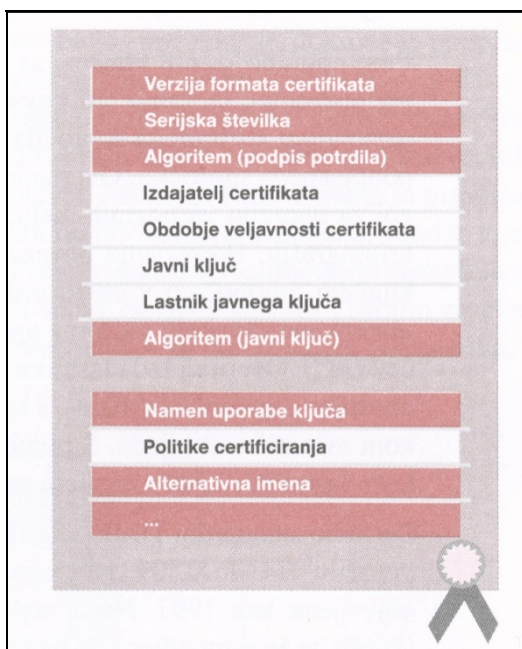 Verzija formata certifikata
Serijska številka
Algoritem (podpis potrdila)
Izdajatelj certifikata
Obdobje veljavnosti certifikata
Javni ključ
Lastnik javnega ključa
Algoritem (javni ključ)
Namen uporabe ključa
Politike certificiranja
Alternativna imena
...